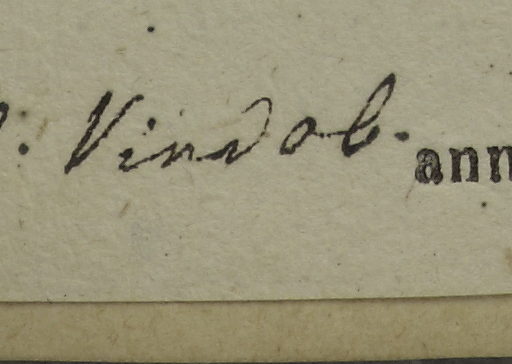 . Vindob. ann